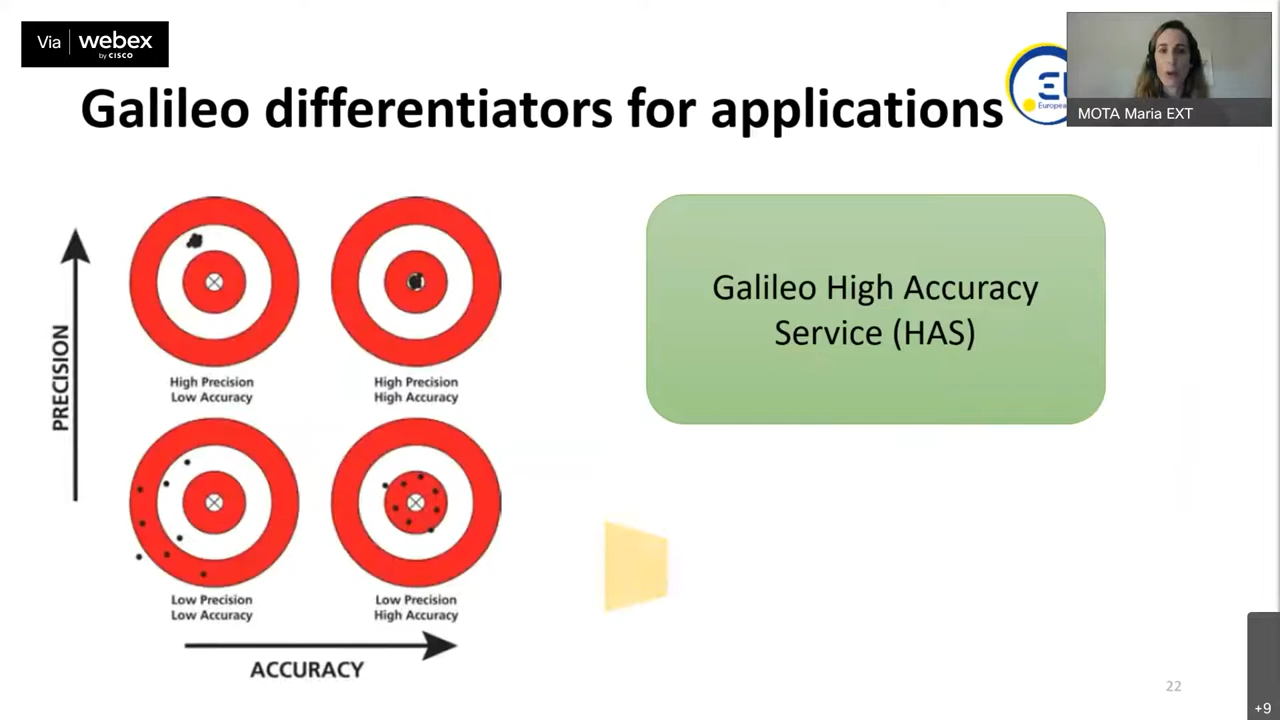 Via webex
by CISCO
Galileo differentiators for applications
Europea
MOTA Maria EXT
PRECISION
High Precision
Low Accuracy
High Precision
High Accuracy
Galileo High Accuracy
Service (HAS)
Low Precision
Low Accuracy
Low Precision
High Accuracy
ACCURACY
22
+9